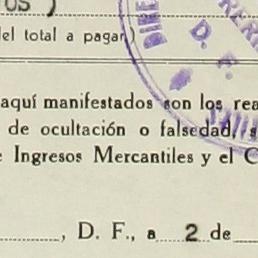 OS )
del total a pagar)
aquí manifestados son los rea
de ocultación o falsedad, s
e Ingresos Mercantiles y el C
, D. F., a 2 de
D. F.